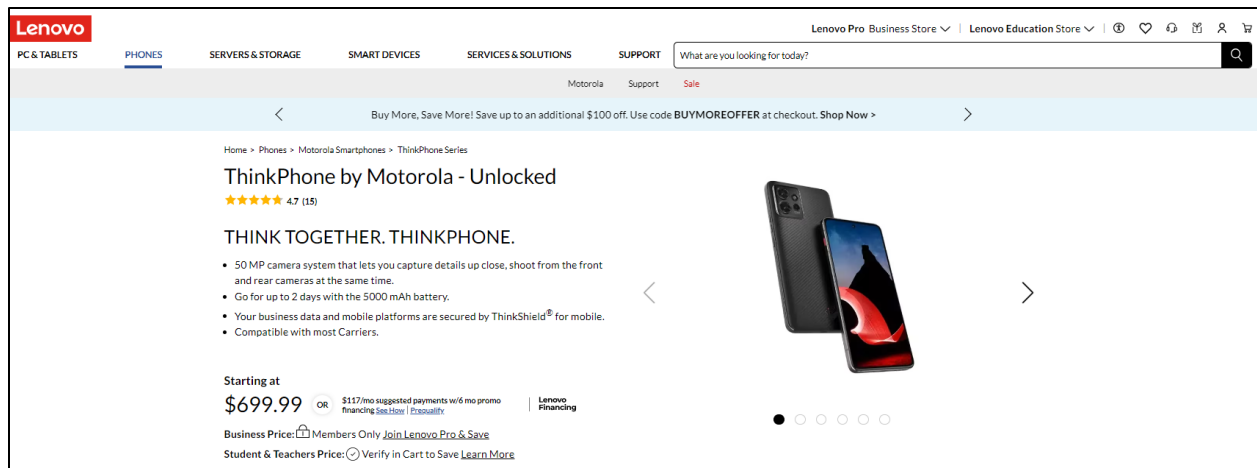 Lenovo
Lenovo Pro Business Store | Lenovo Education Store |
PC & TABLETS PHONES SERVERS & STORAGE SMART DEVICES SERVICES & SOLUTIONS SUPPORT What are you looking for today?
Motorola Support Sale
Buy More, Save More! Save up to an additional $100 off. Use code BUYMOREOFFER at checkout. Shop Now >
Home > Phones > Motorola Smartphones > ThinkPhone Series
ThinkPhone by Motorola - Unlocked
4.7 (15)
THINK TOGETHER. THINKPHONE.
• 50 MP camera system that lets you capture details up close, shoot from the front
and rear cameras at the same time.
• Go for up to 2 days with the 5000 mAh battery.
• Your business data and mobile platforms are secured by ThinkShield® for mobile.
• Compatible with most Carriers.
Starting at
$699.99 OR $117/mo suggested payments w/6 mo promo
financing See How | Prequalify
Lenovo
Financing
Business Price: Members Only Join Lenovo Pro & Save
Student & Teachers Price: Verify in Cart to Save Learn More